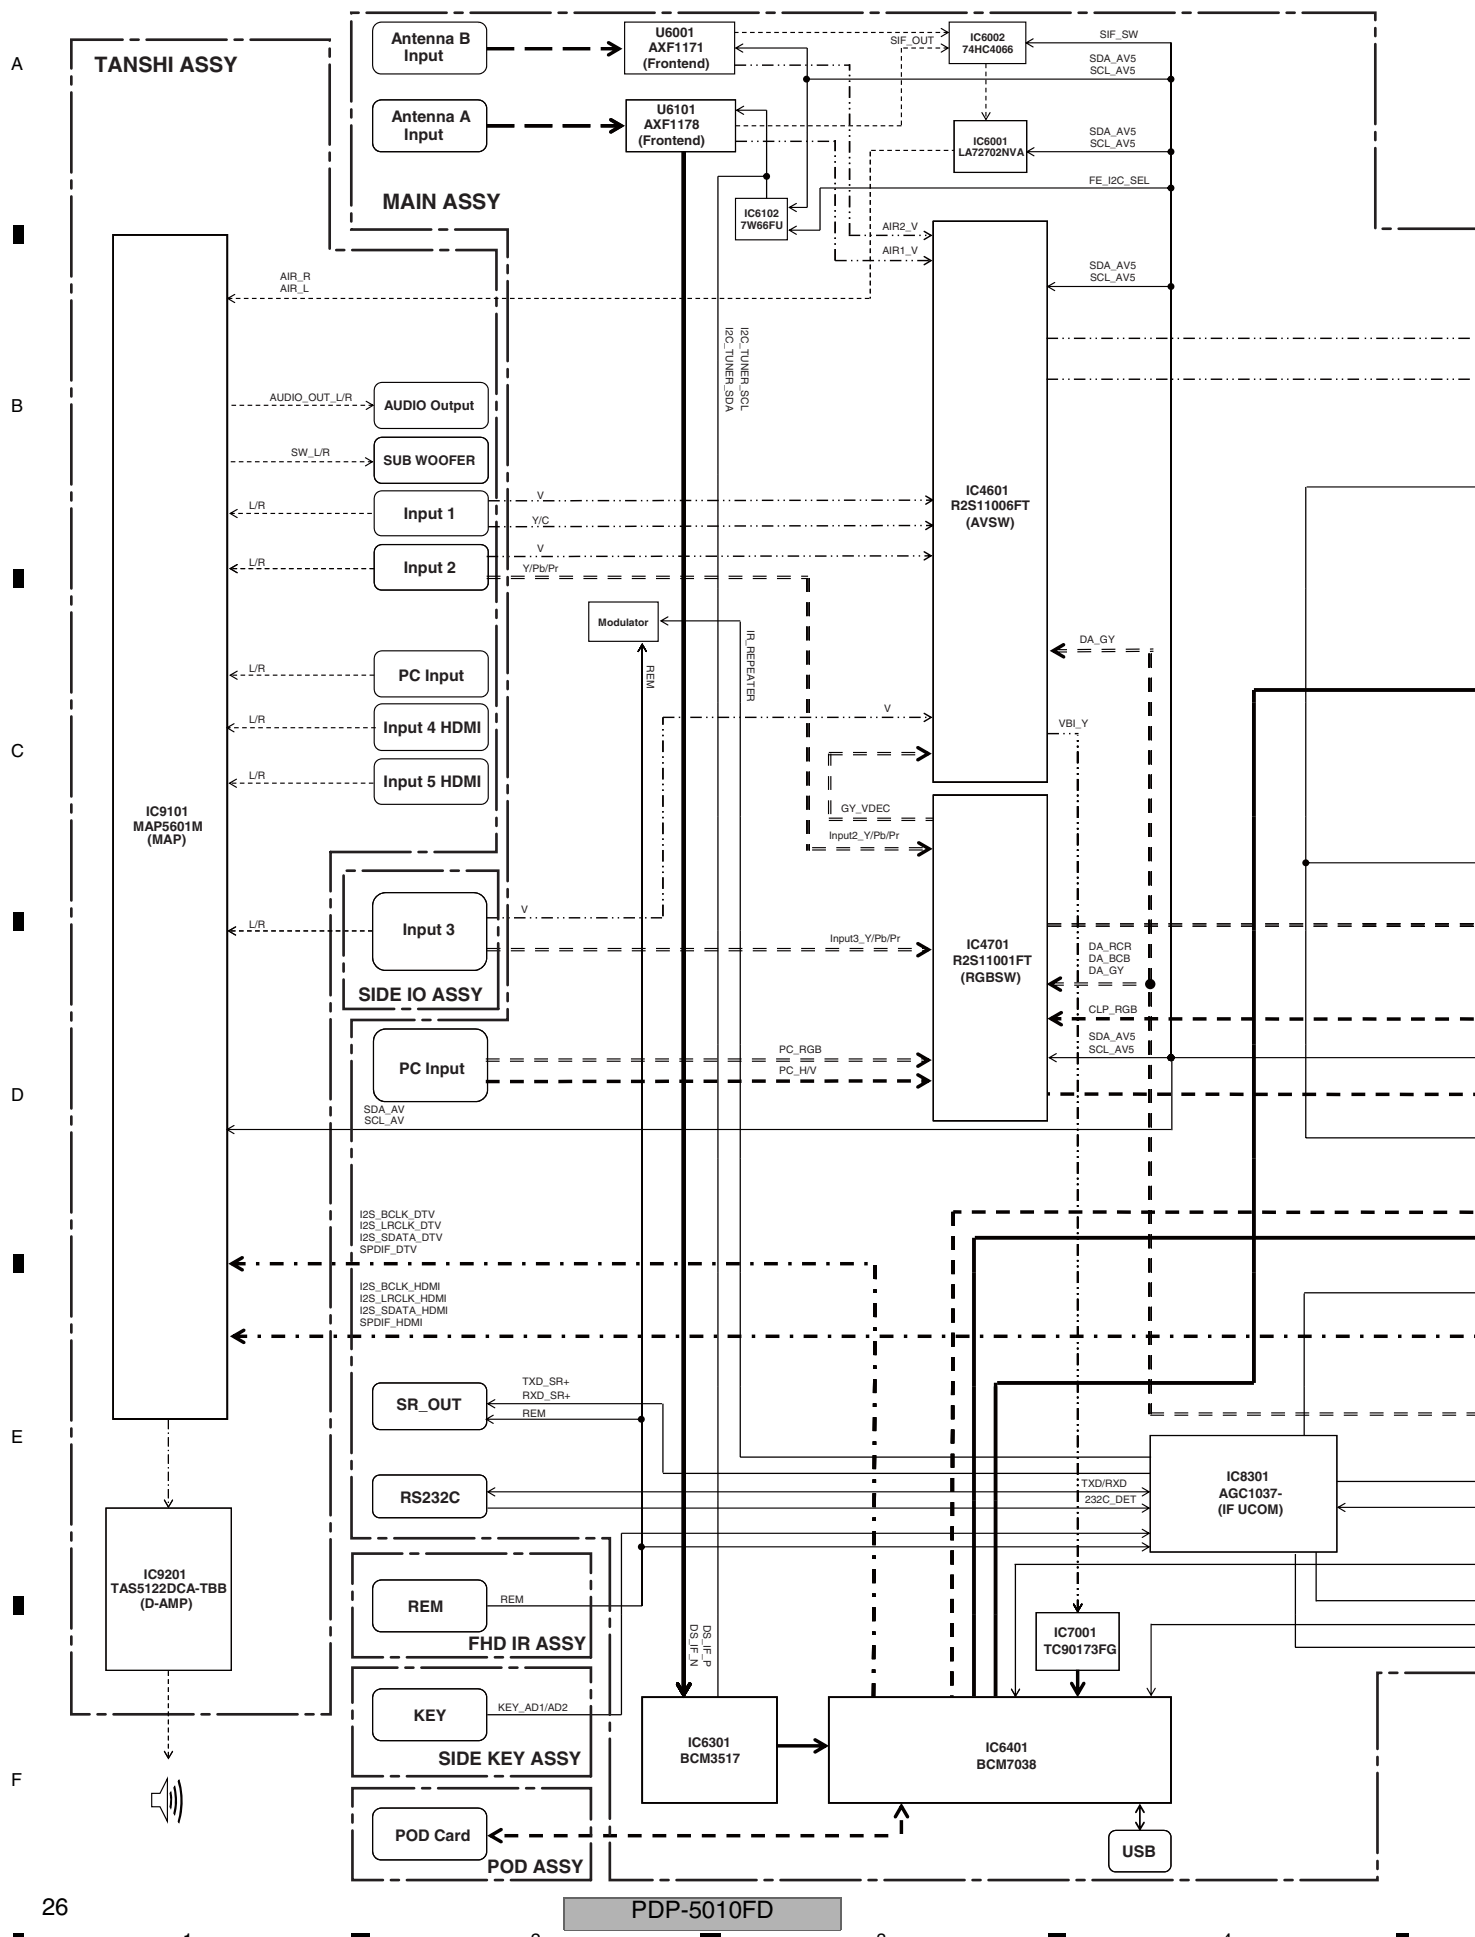 A
TANSHI ASSY
Antenna B
Input
U6001
AXF1171
(Frontend)
SIF_OUT
IC6002
74HC4066
SIF_SW
SDA_AV5
SCL_AV5
Antenna A
Input
U6101
AXF1178
(Frontend)
IC6001
LA72702NVA
SDA_AV5
SCL_AV5
FE_I2C_SEL
MAIN ASSY
IC6102
7W66FU
AIR2_V
AIR1_V
AIR_R
AIR_L
SDA_AV5
SCL_AV5
I2C_TUNER_SCL
I2C_TUNER_SDA
B
AUDIO_OUT_L/R
AUDIO Output
SW_L/R
SUB WOOFER
L/R
Input 1
V
Y/C
IC4601
R2S11006FT
(AVSW)
L/R
Input 2
V
Y/Pb/Pr
Modulator
REM
IR_REPEATER
DA_GY
L/R
PC Input
V
VBI_Y
L/R
Input 4 HDMI
C
L/R
Input 5 HDMI
GY_VDEC
Input2_Y/Pb/Pr
IC9101
MAP5601M
(MAP)
L/R
Input 3
V
Input3_Y/Pb/Pr
IC4701
R2S11001FT
(RGBSW)
DA_RCR
DA_BCB
DA_GY
SIDE IO ASSY
CLP_RGB
SDA_AV5
SCL_AV5
PC Input
PC_RGB
PC_H/V
D
SDA_AV
SCL_AV
I2S_BCLK_DTV
I2S_LRCLK_DTV
I2S_SDATA_DTV
SPDIF_DTV
I2S_BCLK_HDMI
I2S_LRCLK_HDMI
I2S_SDATA_HDMI
SPDIF_HDMI
SR_OUT
TXD_SR+
RXD_SR+
REM
E
RS232C
TXD/RXD
232C_DET
IC8301
AGC1037-
(IF UCOM)
IC9201
TAS5122DCA-TBB
(D-AMP)
REM
REM
FHD IR ASSY
DS_IF_P
DS_IF_N
IC7001
TC90173FG
KEY
KEY_AD1/AD2
SIDE KEY ASSY
IC6301
BCM3517
IC6401
BCM7038
F
POD Card
POD ASSY
USB
26
PDP-5010FD